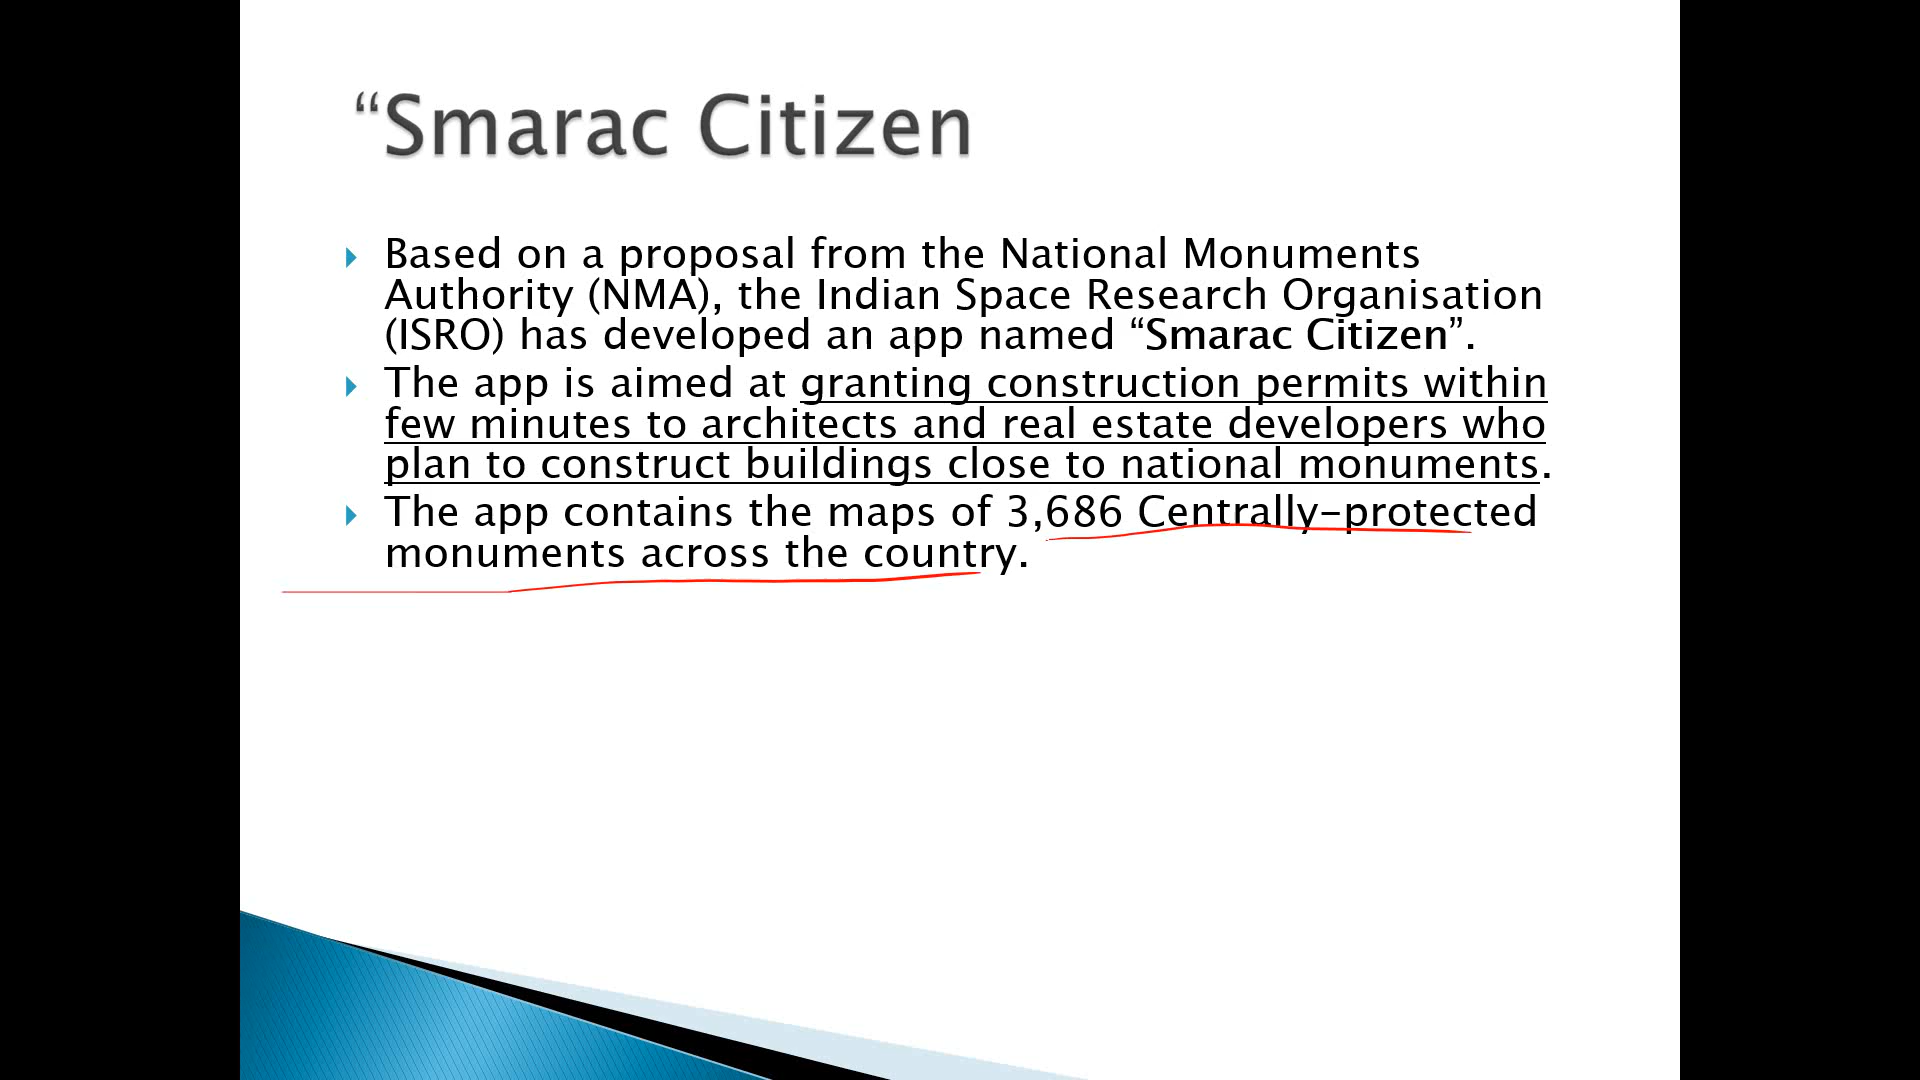 “Smarac Citizen
Based on a proposal from the National Monuments
Authority (NMA), the Indian Space Research Organisation
(ISRO) has developed an app named “Smarac Citizen”.
The app is aimed at granting construction permits within
few minutes to architects and real estate developers who
plan to construct buildings close to national monuments.
The app contains the maps of 3,686 Centrally-protected
monuments across the country.